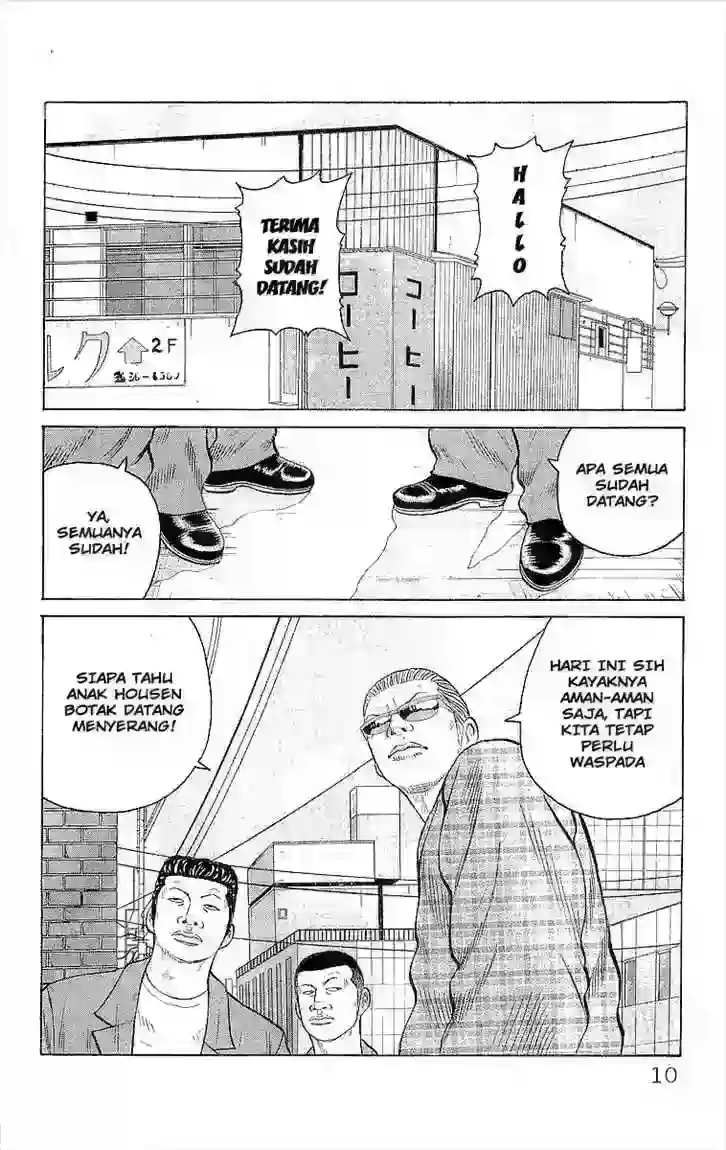 H
A
L
L
O
TERIMA
KASIH
SUDAH
DATANG!
コーヒー
コーヒー
レク
2F
APA SEMUA
SUDAH
DATANG?
YA,
SEMUANYA
SUDAH!
HARI INI SIH
KAYAKNYA
AMAN-AMAN
SAJA, TAPI
KITA TETAP
PERLU
WASPADA
SIAPA TAHU
ANAK HOUSEN
BOTAK DATANG
MENYERANG!
10